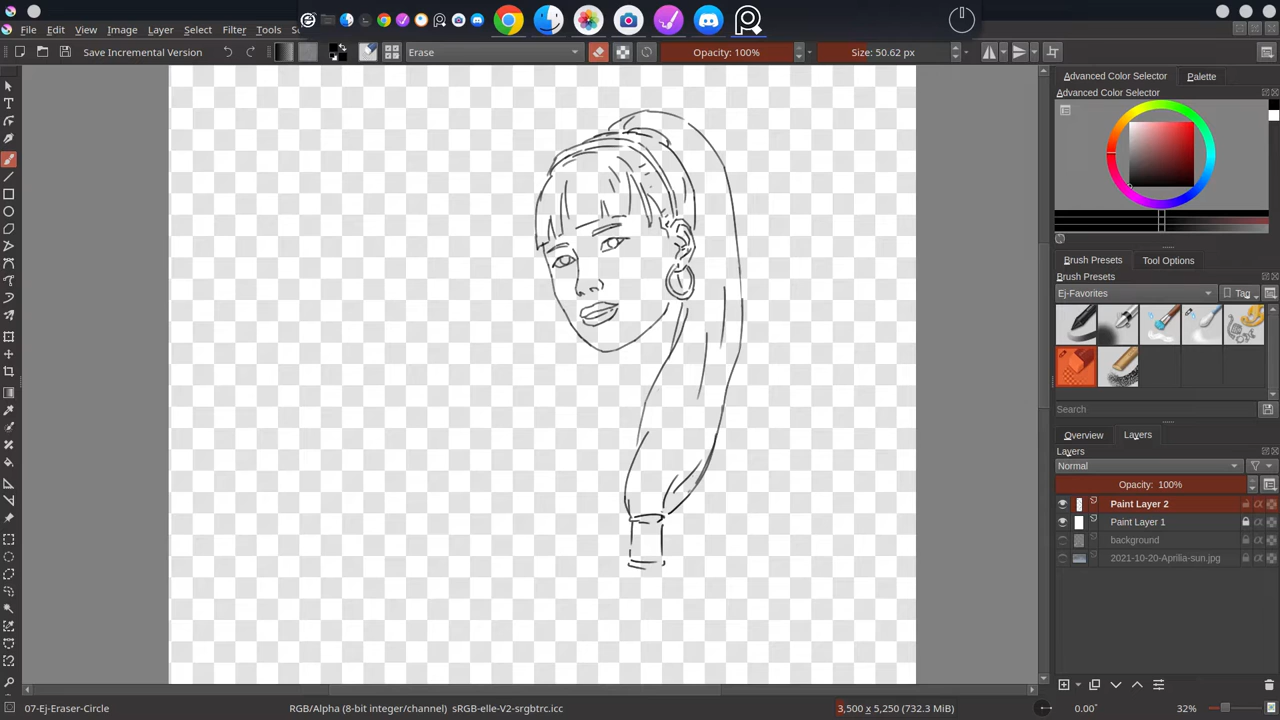 File Edit View Image Layer Select Filter Tools
Save Incremental Version
Erase
Opacity: 100%
Size: 50.62 px
Advanced Color Selector
Palette
Advanced Color Selector
Brush Presets
Tool Options
Brush Presets
Ej-Favorites
Tag
Search
Overview
Layers
Layers
Normal
Opacity: 100%
Paint Layer 2
Paint Layer 1
background
2021-10-20-Aprilia-sun.jpg
07-Ej-Eraser-Circle
RGB/Alpha (8-bit integer/channel) sRGB-elle-V2-srgbtrc.icc
3,500 x 5,250 (732.3 MiB)
0.00°
32%